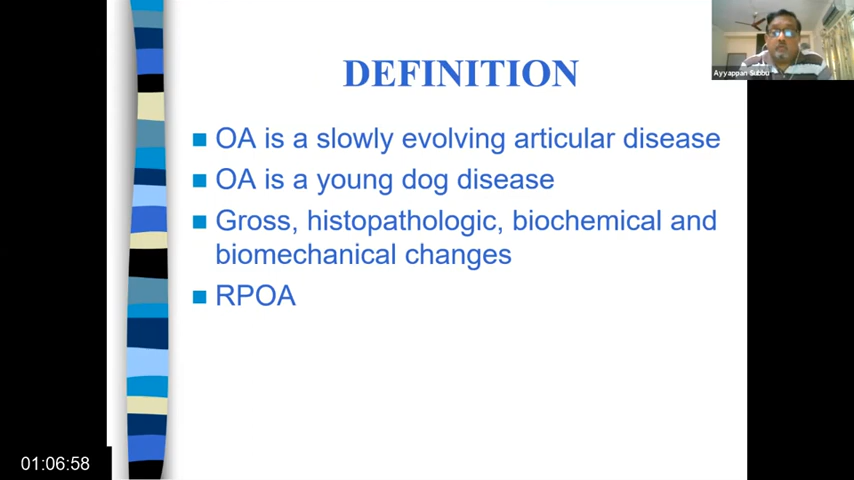 Ayyappan Subbu
DEFINITION
OA is a slowly evolving articular disease
OA is a young dog disease
Gross, histopathologic, biochemical and
biomechanical changes
RPOA
01:06:58